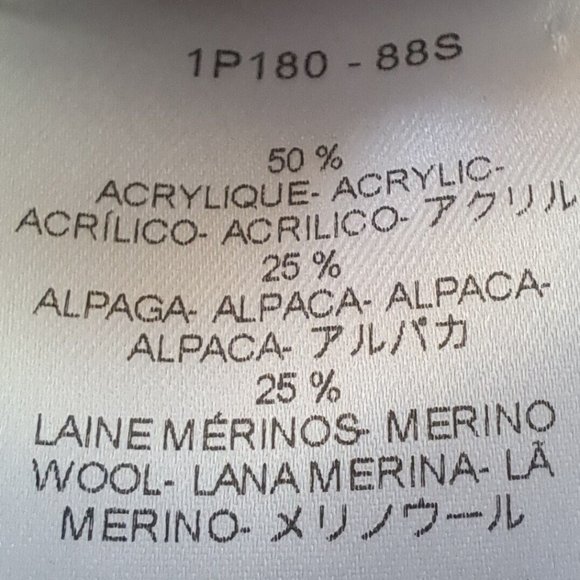 1P180 - 88S
50 %
ACRYLIQUE- ACRYLIC-
ACRÍLICO- ACRILICO- アクリル
25 %
ALPAGA- ALPACA- ALPACA-
ALPACA- アルパカ
25 %
LAINE MÉRINOS- MERINO
WOOL- LANA MERINA- LÃ
MERINO- メリノウール